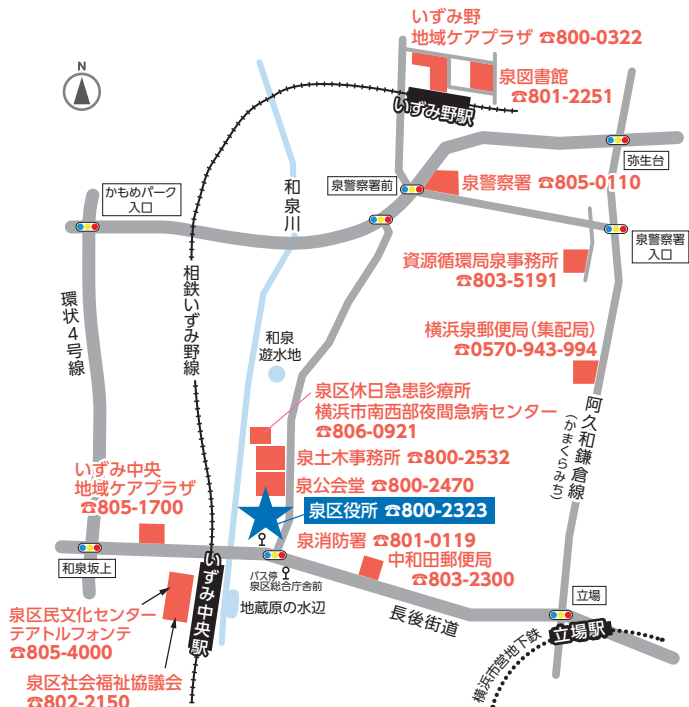 いずみ野
地域ケアプラザ ☎800-0322
N
泉図書館
☎801-2251
いずみ野駅
弥生台
かもめパーク
入口
和泉川
泉警察署前
泉警察署 ☎805-0110
泉警察署
入口
資源循環局泉事務所
☎803-5191
相鉄いずみ野線
環状4号線
和泉
遊水地
横浜泉郵便局(集配局)
☎0570-943-994
泉区休日急患診療所
横浜市南西部夜間急病センター
☎806-0921
阿久和鎌倉線
(かまくらみち)
泉土木事務所 ☎800-2532
いずみ中央
地域ケアプラザ
☎805-1700
泉公会堂 ☎800-2470
泉区役所 ☎800-2323
泉消防署 ☎801-0119
中和田郵便局
☎803-2300
和泉坂上
バス停
泉区総合庁舎前
いずみ中央駅
地蔵原の水辺
長後街道
立場
立場駅
横浜市営地下鉄
泉区民文化センター
テアトルフォンテ
☎805-4000
泉区社会福祉協議会
☎802-2150